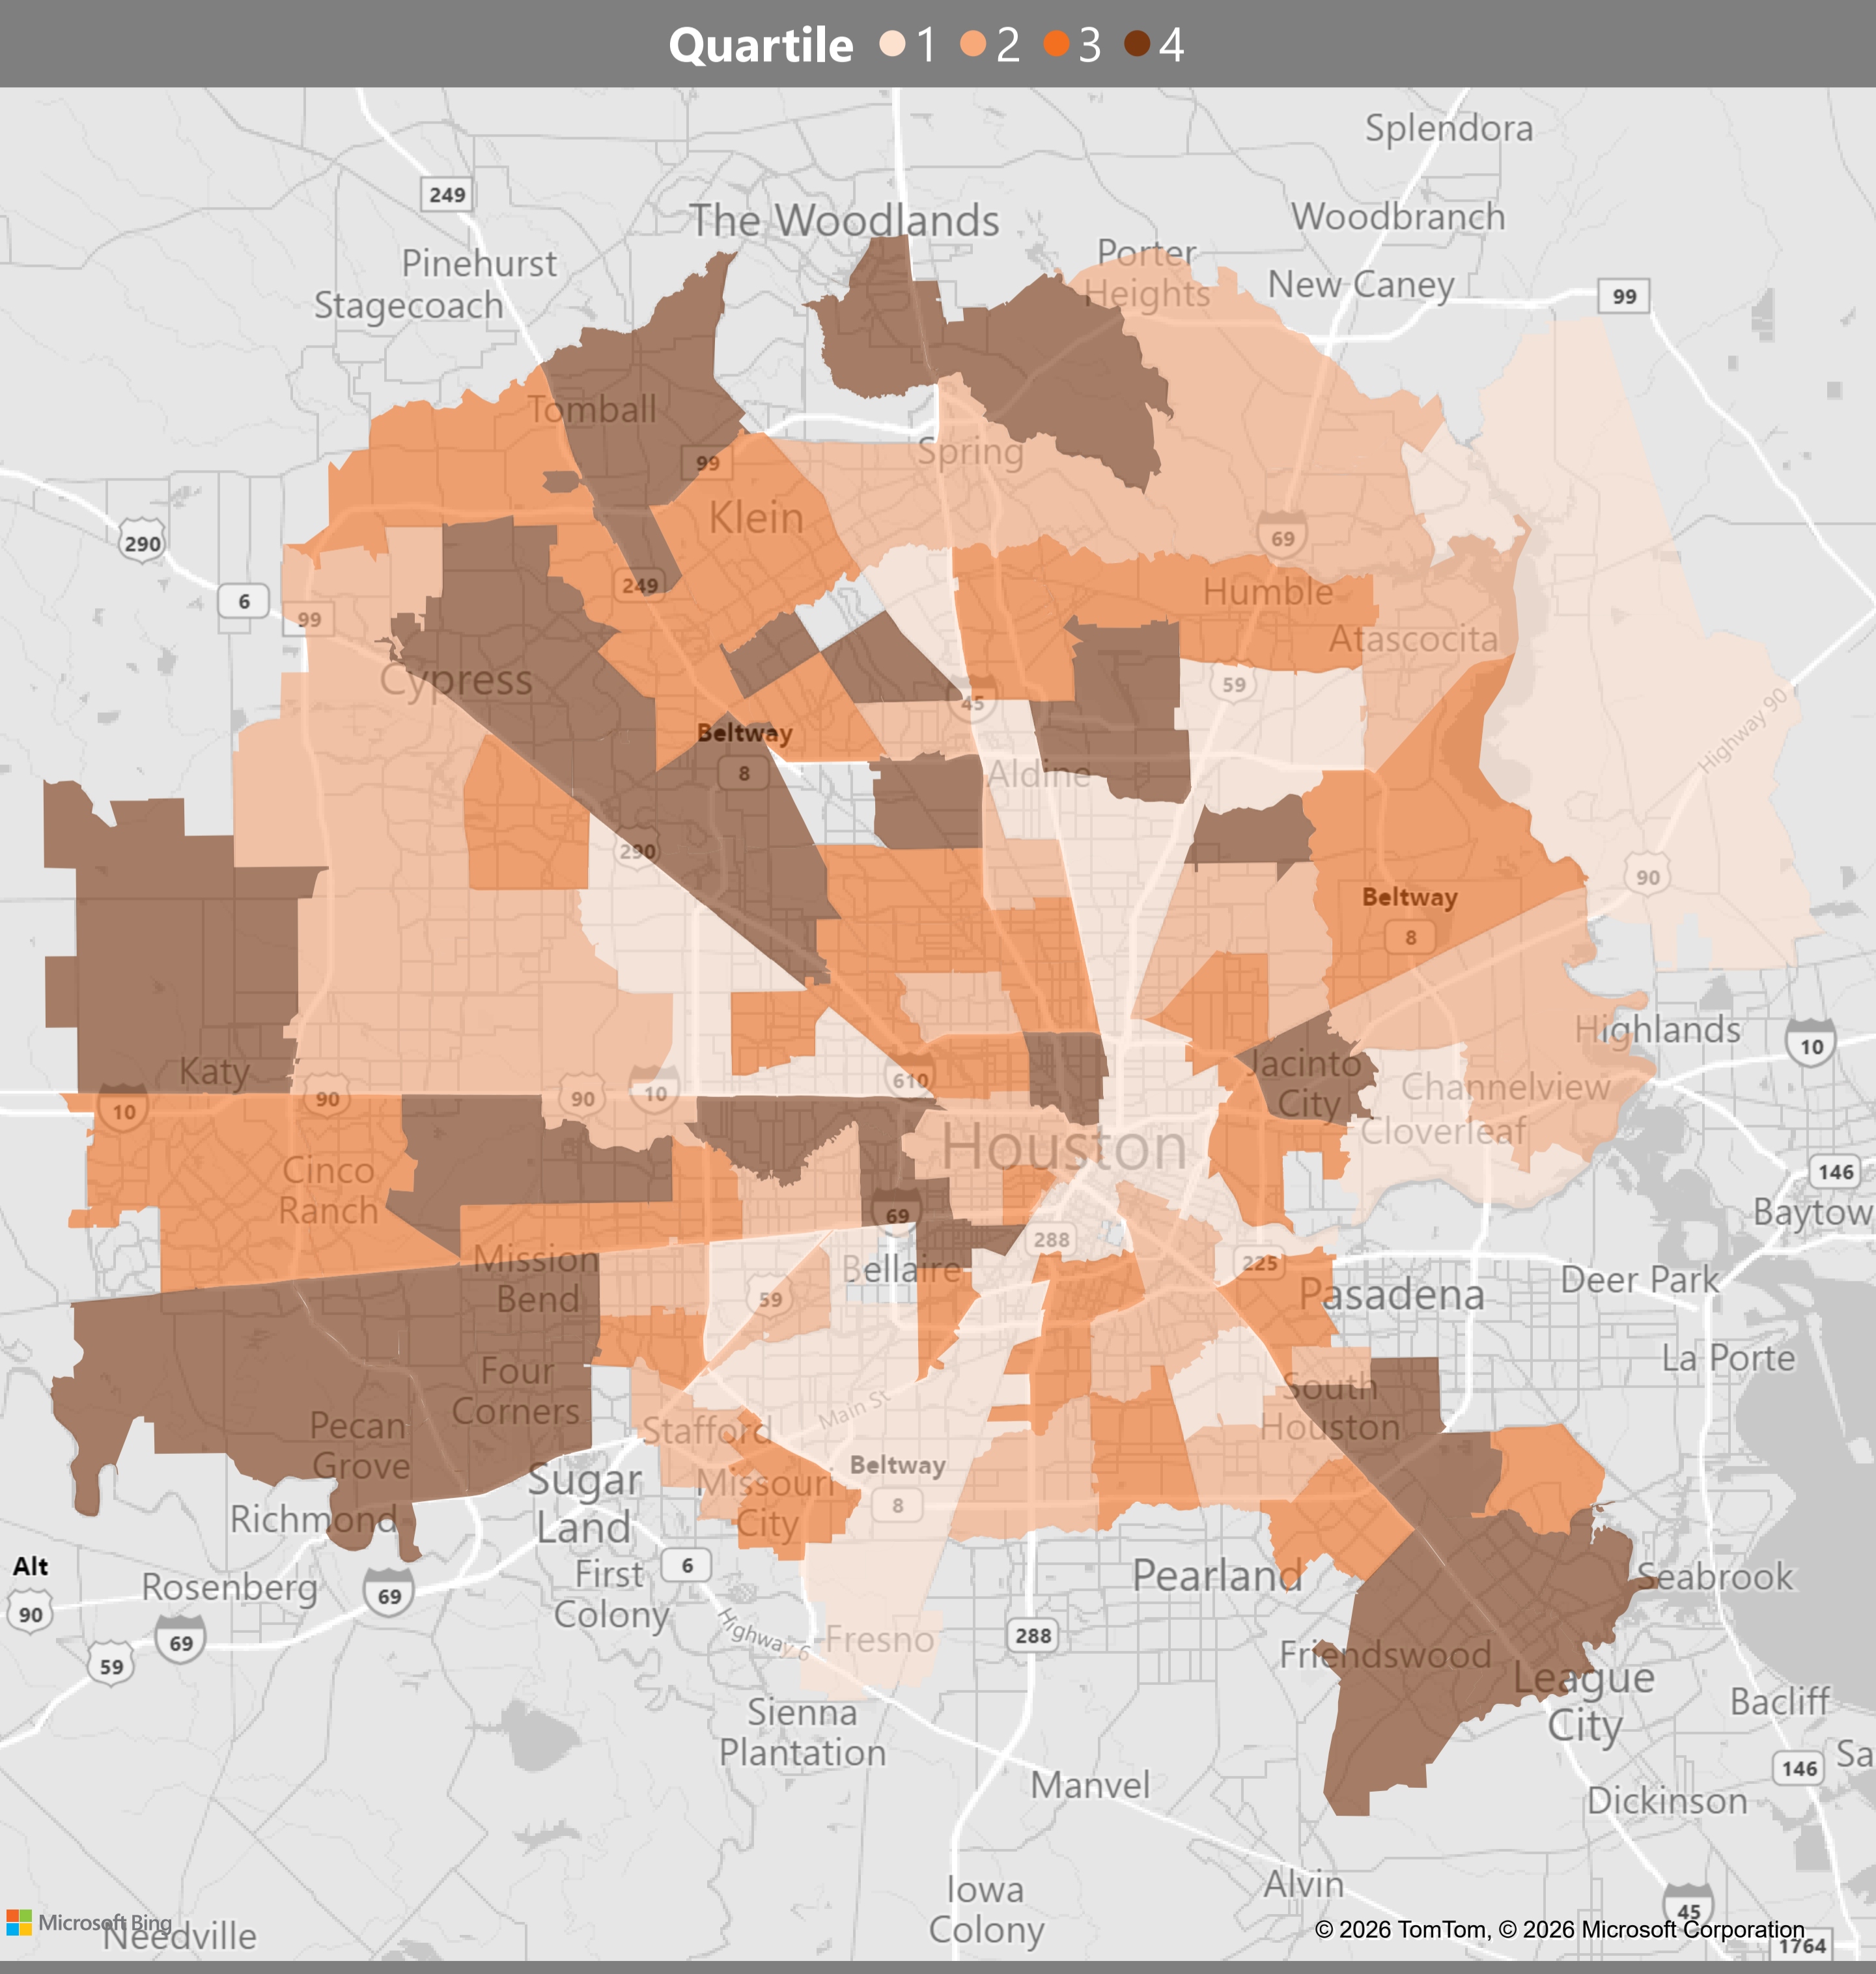 Quartile 1 2 3 4
Splendora
249
The Woodlands
Woodbranch
Pinehurst
Porter
Heights
New Caney
Stagecoach
99
Tomball
Spring
99
Klein
290
69
249
Humble
6
99
Atascocita
Cypress
59
45
Beltway
8
Aldine
Highway 90
290
90
Beltway
8
Highlands
10
Katy
Jacinto
City
610
Channelview
10
90
90
10
Cloverleaf
Houston
146
Cinco
Ranch
69
Baytow
288
225
Mission
Bend
Bellaire
Deer Park
59
Pasadena
La Porte
Four
Corners
South
Houston
Main St
Pecan
Grove
Stafford
Beltway
8
Missouri
City
Sugar
Land
Richmond
Alt
90
6
Pearland
Seabrook
Rosenberg
69
First
Colony
69
Highway 6
Fresno
288
59
Friendswood
League
City
Sienna
Plantation
Bacliff
Manvel
146
Sa
Dickinson
Alvin
Iowa
Colony
45
Microsoft Bing
Needville
© 2026 TomTom, © 2026 Microsoft Corporation
1764